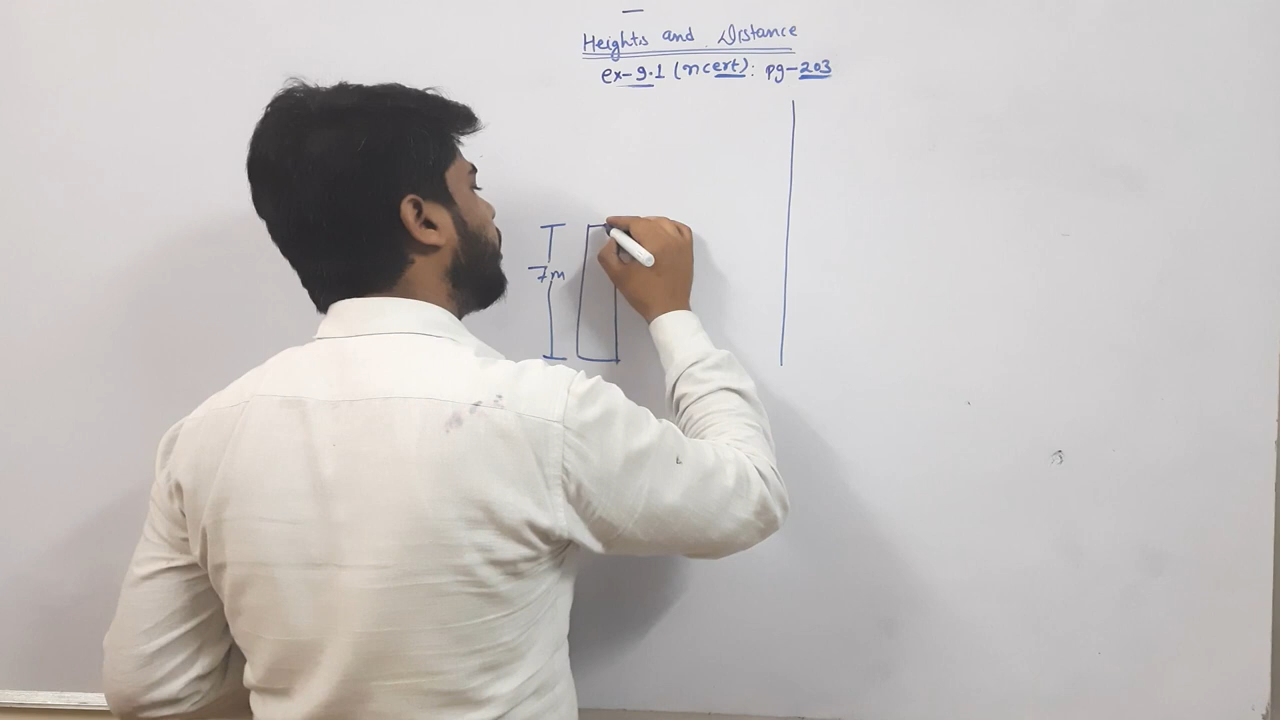 Heights and Distance
ex-9.1 (ncert): pg-203
7m